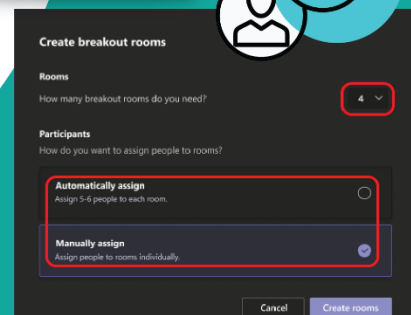 Create breakout rooms
Rooms
How many breakout rooms do you need?
4
Participants
How do you want to assign people to rooms?
Automatically assign
Assign 5-6 people to each room.
Manually assign
Assign people to rooms individually.
Cancel Create rooms